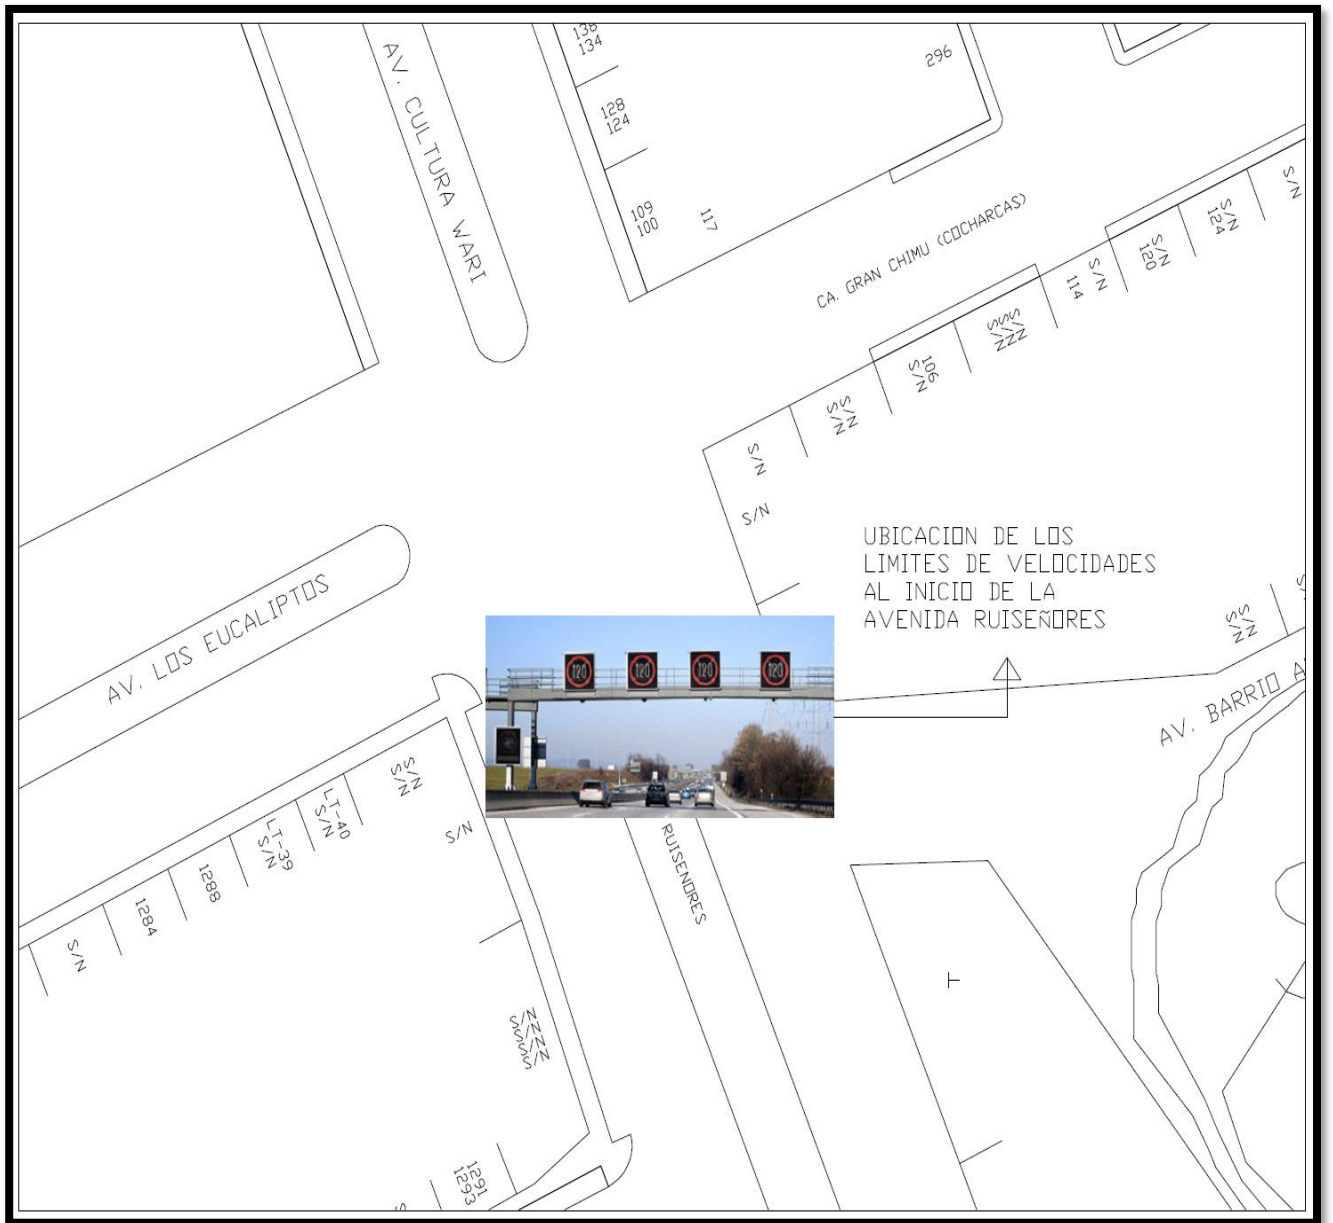 138
134
128
124
109
100
117
296
AV. CULTURA WARI
CA. GRAN CHIMU (COCHARCAS)
S/N
S/N
124
S/N
120
S/N
114
S/N
S/N
S/N
106
S/N
S/N
S/N
S/N
S/N
UBICACION DE LOS
LIMITES DE VELOCIDADES
AL INICIO DE LA
AVENIDA RUISEÑORES
AV. LOS EUCALIPTOS
120 120 120 120
S/N
S/N
AV. BARRIO A
S/N
S/N
LT-40
S/N
LT-39
S/N
1288
1284
S/N
S/N
RUISENORES
T
1291
1293